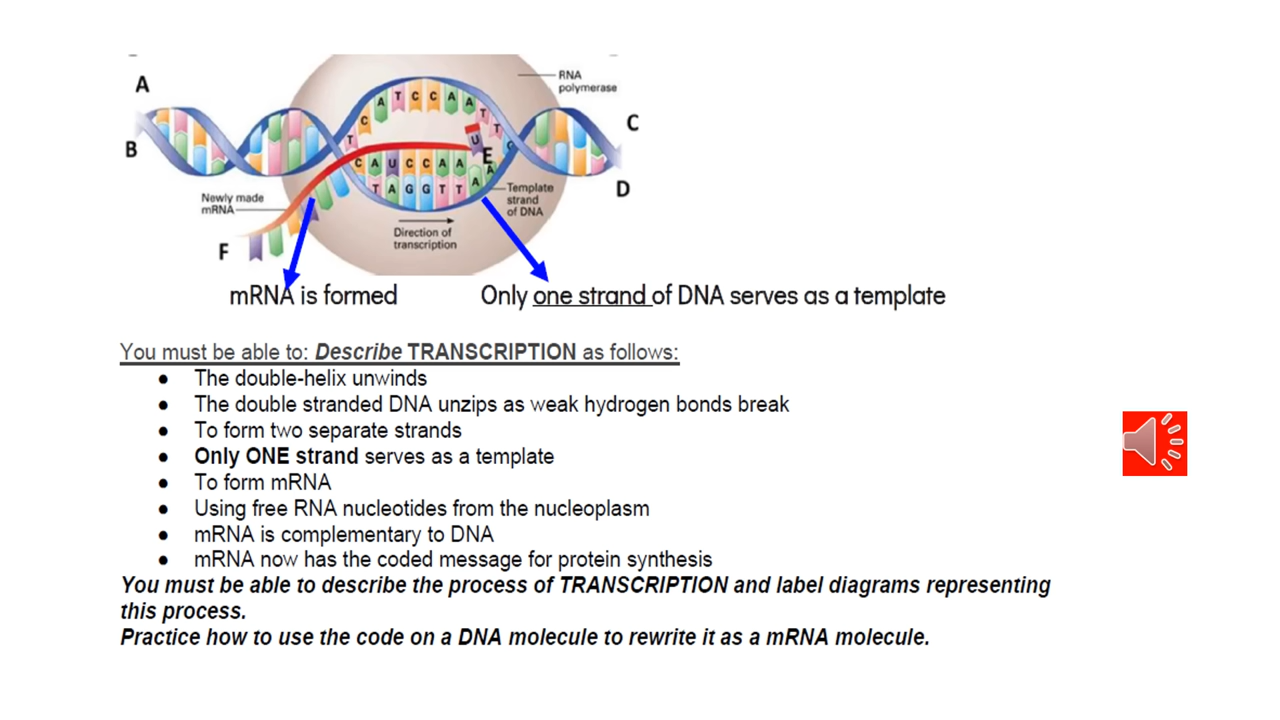 A
B
C
D
RNA
polymerase
T C A T C C A A T T G
U
E
C A U C C A A
T A G G T T A A
Newly made
mRNA
Template
strand
of DNA
Direction of
transcription
F
mRNA is formed
Only one strand of DNA serves as a template
You must be able to: Describe TRANSCRIPTION as follows:
● The double-helix unwinds
● The double stranded DNA unzips as weak hydrogen bonds break
● To form two separate strands
● Only ONE strand serves as a template
● To form mRNA
● Using free RNA nucleotides from the nucleoplasm
● mRNA is complementary to DNA
● mRNA now has the coded message for protein synthesis
You must be able to describe the process of TRANSCRIPTION and label diagrams representing
this process.
Practice how to use the code on a DNA molecule to rewrite it as a mRNA molecule.